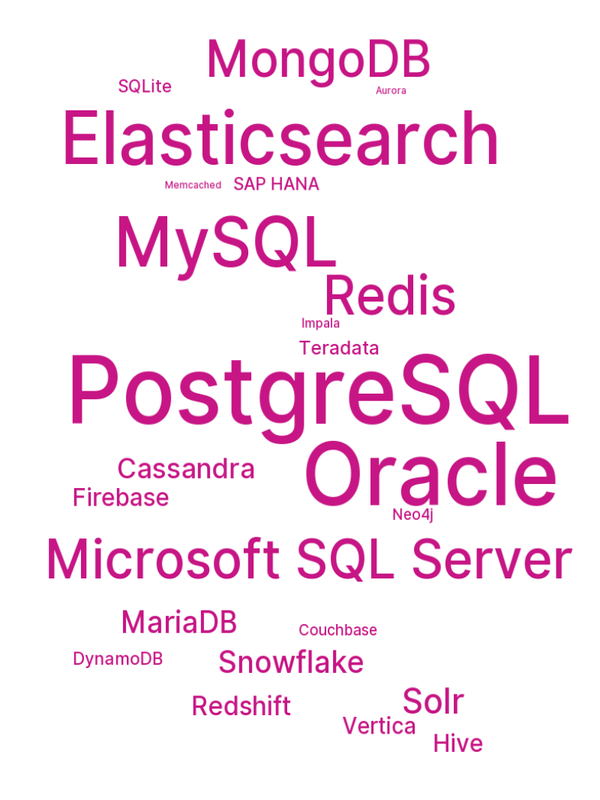 MongoDB
SQLite
Aurora
Elasticsearch
Memcached SAP HANA
MySQL
Redis
Impala
Teradata
PostgreSQL
Oracle
Cassandra
Firebase
Neo4j
Microsoft SQL Server
MariaDB
Couchbase
DynamoDB
Snowflake
Solr
Redshift
Vertica
Hive